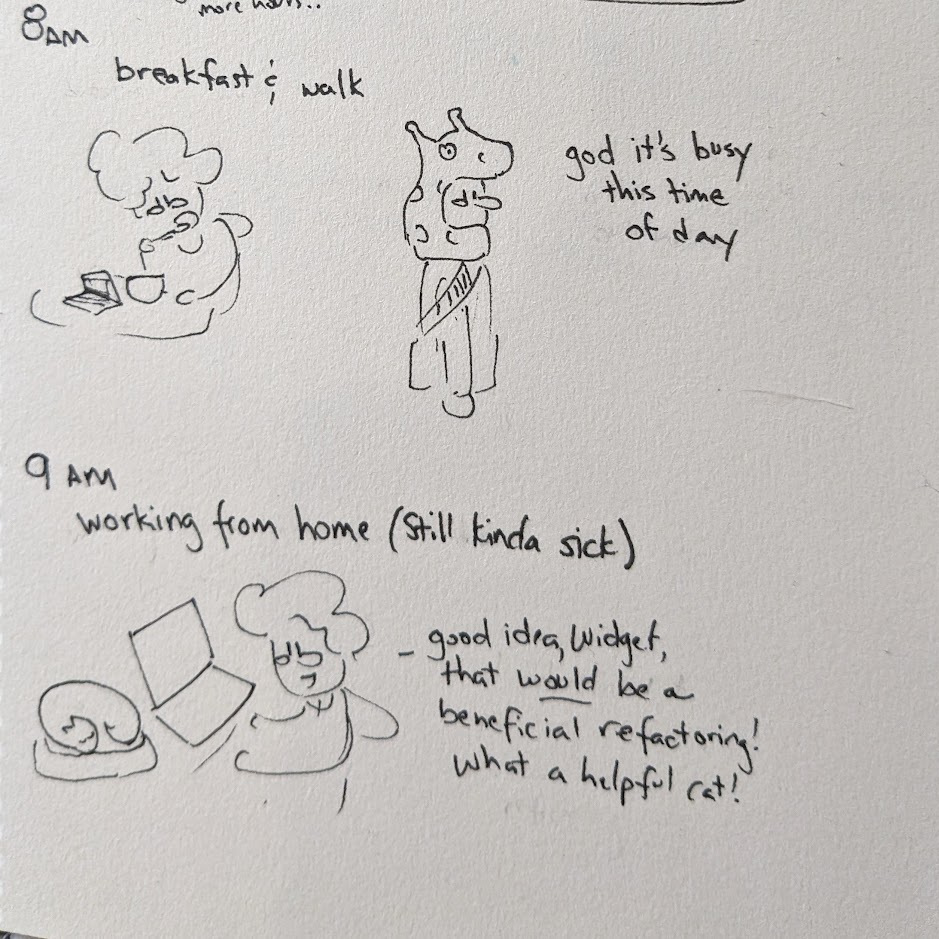 more hours..
8AM
breakfast & walk
god it's busy
this time
of day
9 AM
working from home (still kinda sick)
- good idea, Widget,
that would be a
beneficial refactoring!
What a helpful cat!